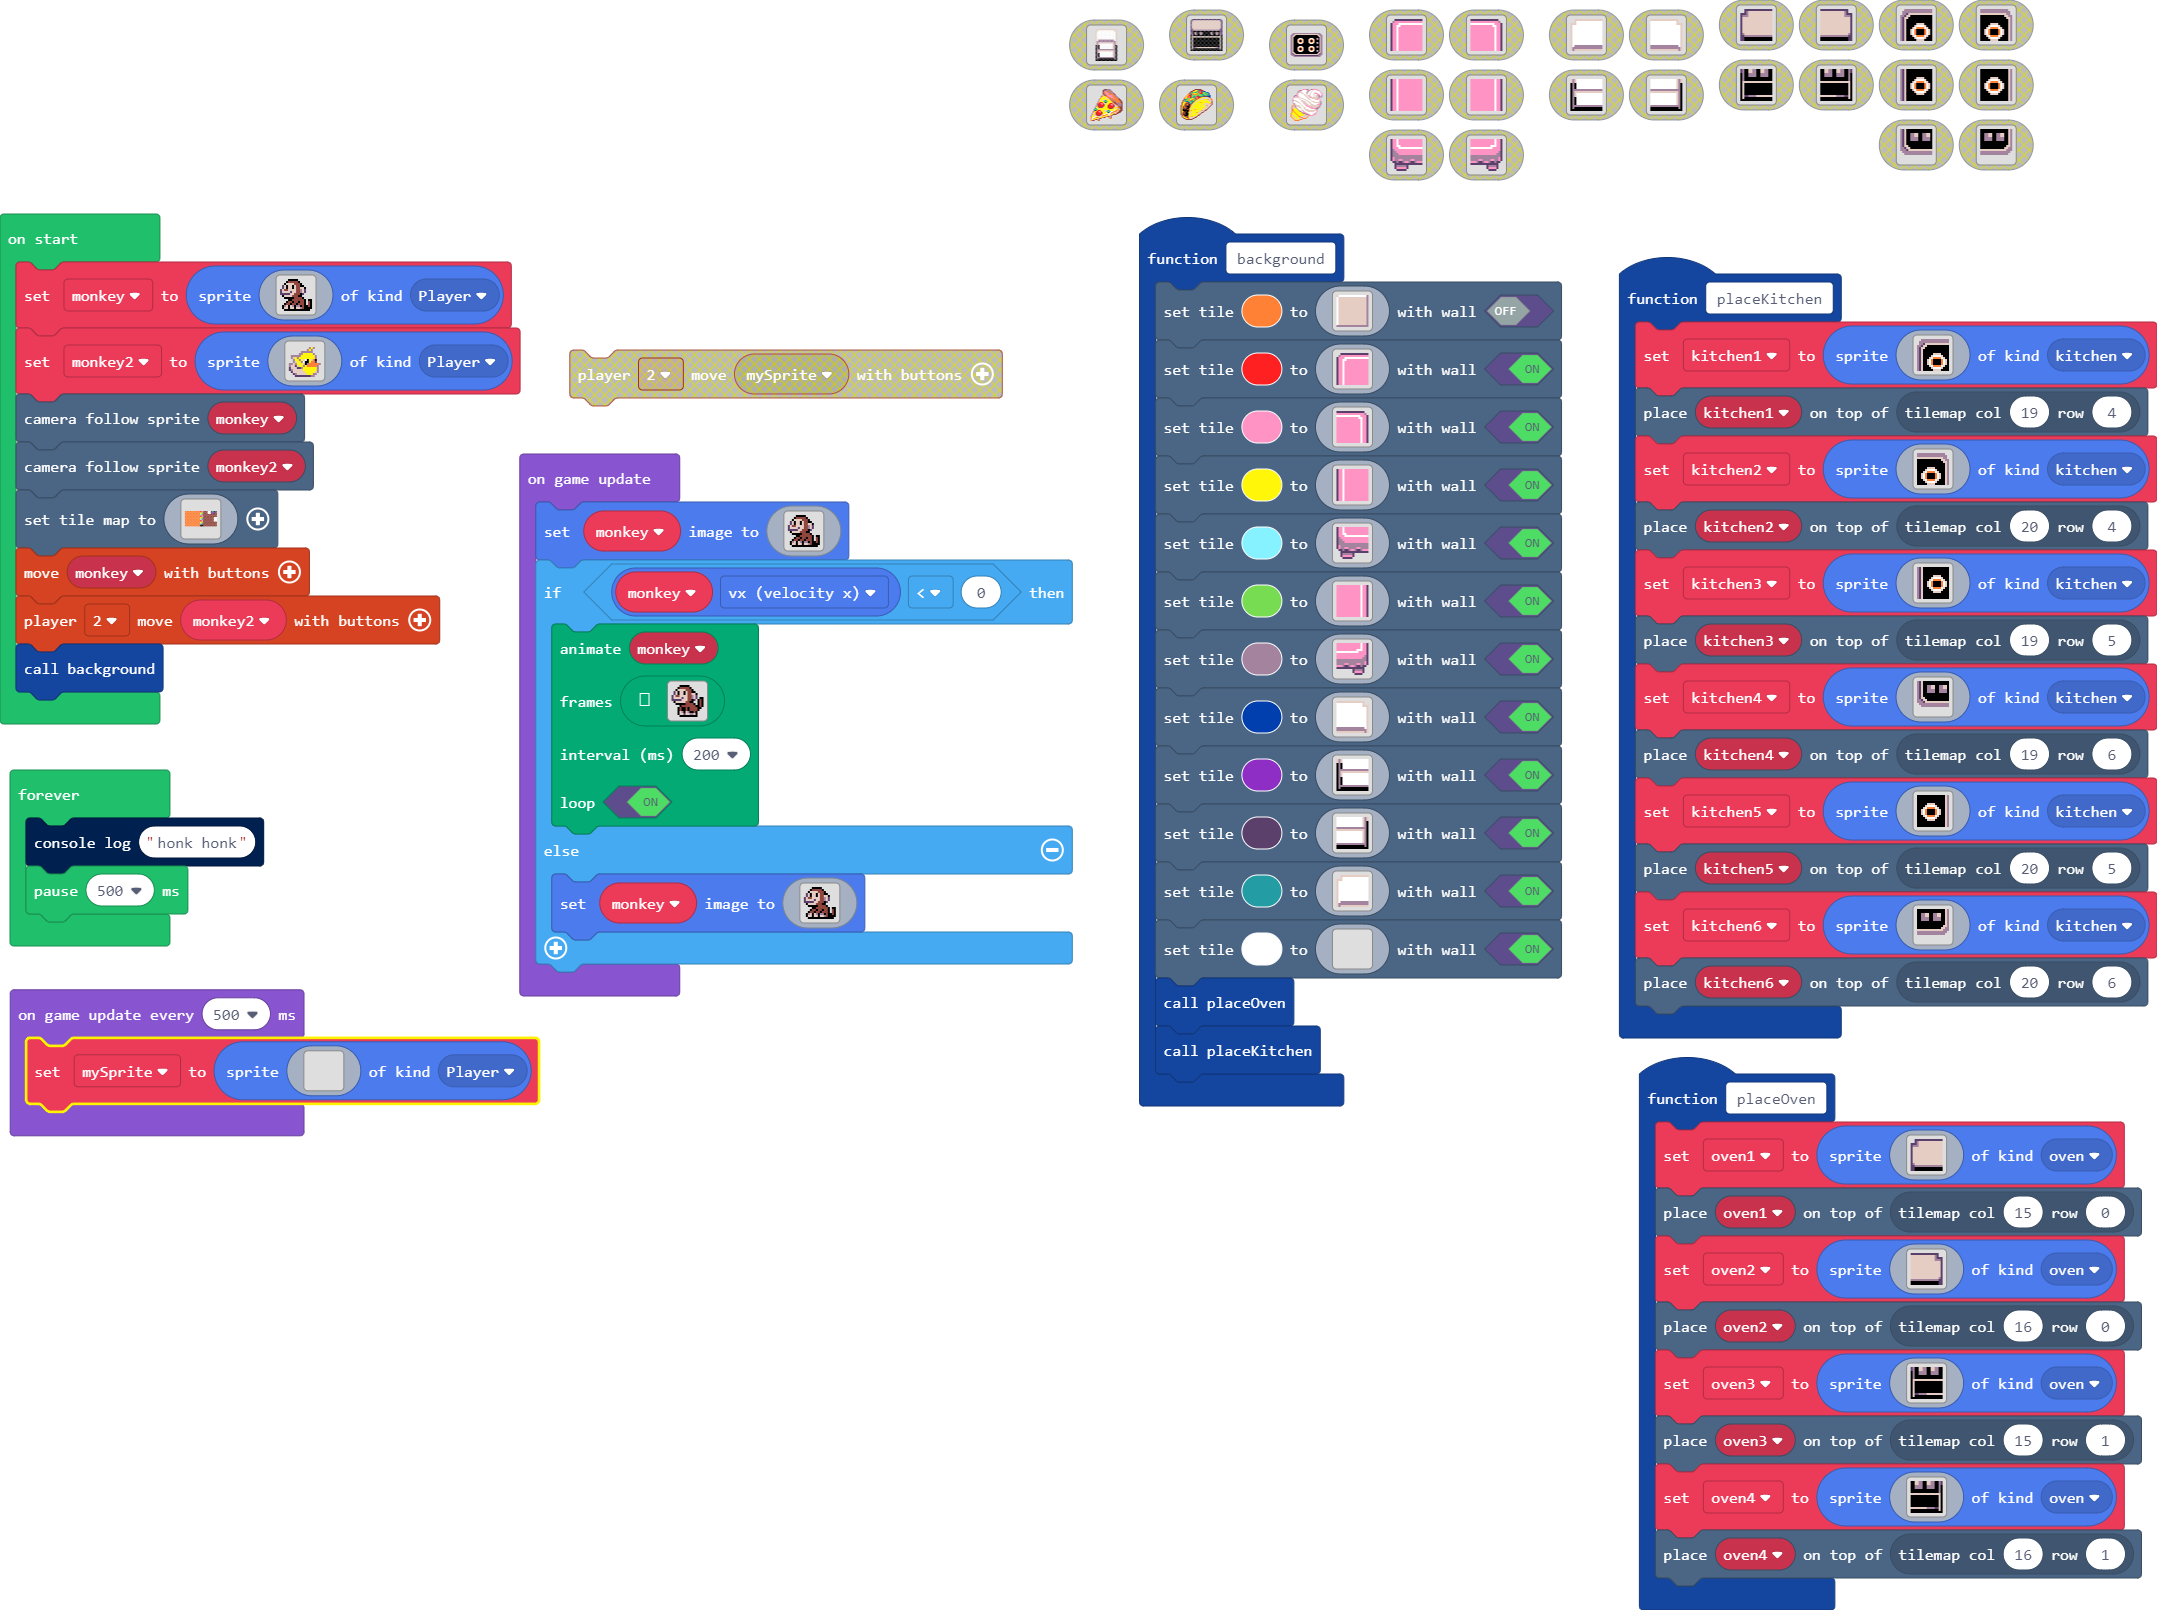 on start
set monkey to sprite of kind Player
set monkey2 to sprite of kind Player
camera follow sprite monkey
camera follow sprite monkey2
set tile map to
move monkey with buttons
player 2 move monkey2 with buttons
call background
forever
console log "honk honk"
pause 500 ms
on game update every 500 ms
set mySprite to sprite of kind Player
player 2 move mySprite with buttons
on game update
set monkey image to
if monkey vx (velocity x) < 0 then
animate monkey
frames
interval (ms) 200
loop ON
else
set monkey image to
function background
set tile to with wall OFF
set tile to with wall ON
set tile to with wall ON
set tile to with wall ON
set tile to with wall ON
set tile to with wall ON
set tile to with wall ON
set tile to with wall ON
set tile to with wall ON
set tile to with wall ON
set tile to with wall ON
set tile to with wall ON
call placeOven
call placeKitchen
function placeKitchen
set kitchen1 to sprite of kind kitchen
place kitchen1 on top of tilemap col 19 row 4
set kitchen2 to sprite of kind kitchen
place kitchen2 on top of tilemap col 20 row 4
set kitchen3 to sprite of kind kitchen
place kitchen3 on top of tilemap col 19 row 5
set kitchen4 to sprite of kind kitchen
place kitchen4 on top of tilemap col 19 row 6
set kitchen5 to sprite of kind kitchen
place kitchen5 on top of tilemap col 20 row 5
set kitchen6 to sprite of kind kitchen
place kitchen6 on top of tilemap col 20 row 6
function placeOven
set oven1 to sprite of kind oven
place oven1 on top of tilemap col 15 row 0
set oven2 to sprite of kind oven
place oven2 on top of tilemap col 16 row 0
set oven3 to sprite of kind oven
place oven3 on top of tilemap col 15 row 1
set oven4 to sprite of kind oven
place oven4 on top of tilemap col 16 row 1